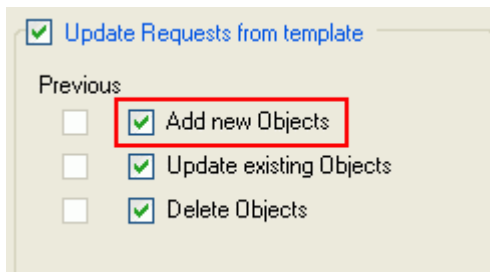 Update Requests from template
Previous
Add new Objects
Update existing Objects
Delete Objects